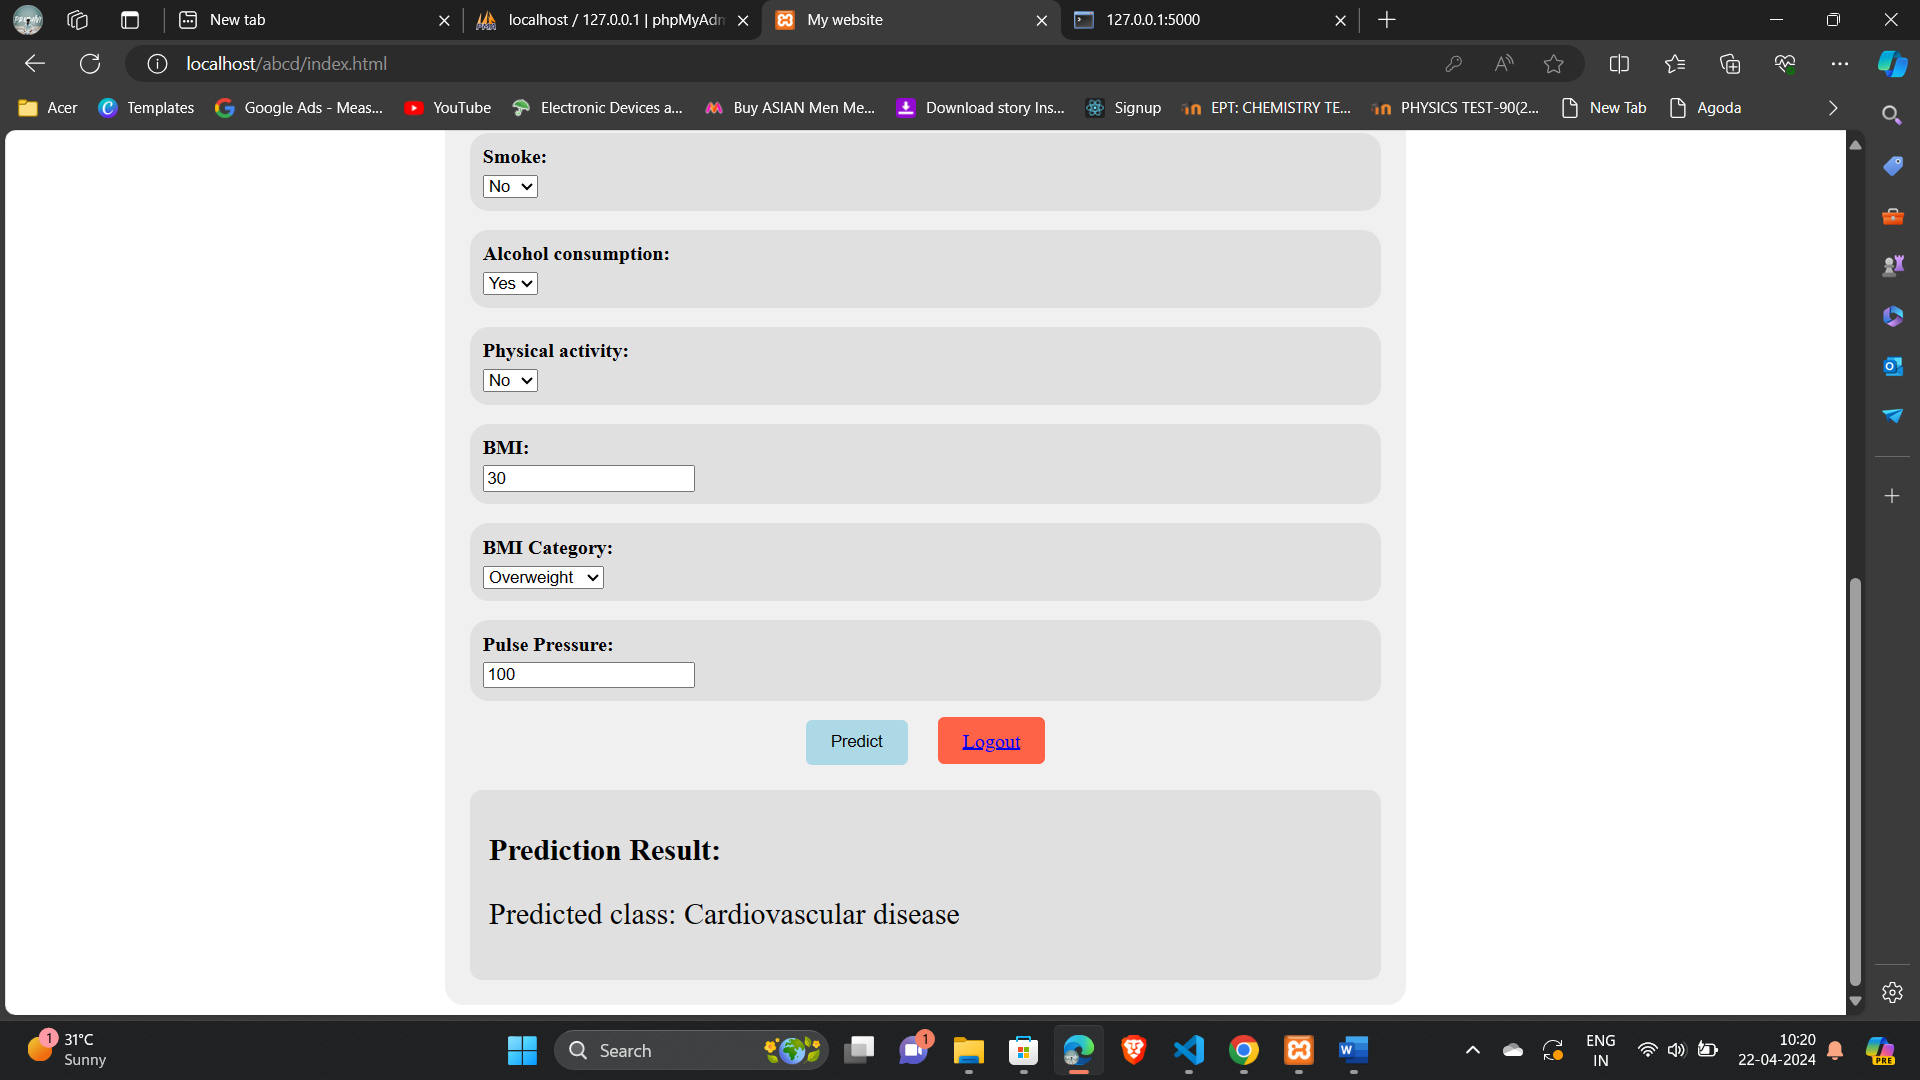 New tab
localhost / 127.0.0.1 | phpMyAdm
My website
127.0.0.1:5000
localhost/abcd/index.html
Acer
Templates
Google Ads - Meas...
YouTube
Electronic Devices a...
Buy ASIAN Men Me...
Download story Ins...
Signup
EPT: CHEMISTRY TE...
PHYSICS TEST-90(2...
New Tab
Agoda
Smoke:
No
Alcohol consumption:
Yes
Physical activity:
No
BMI:
30
BMI Category:
Overweight
Pulse Pressure:
100
Predict
Logout
Prediction Result:
Predicted class: Cardiovascular disease
1
31°C
Sunny
Search
1
ENG
IN
10:20
22-04-2024
PRE